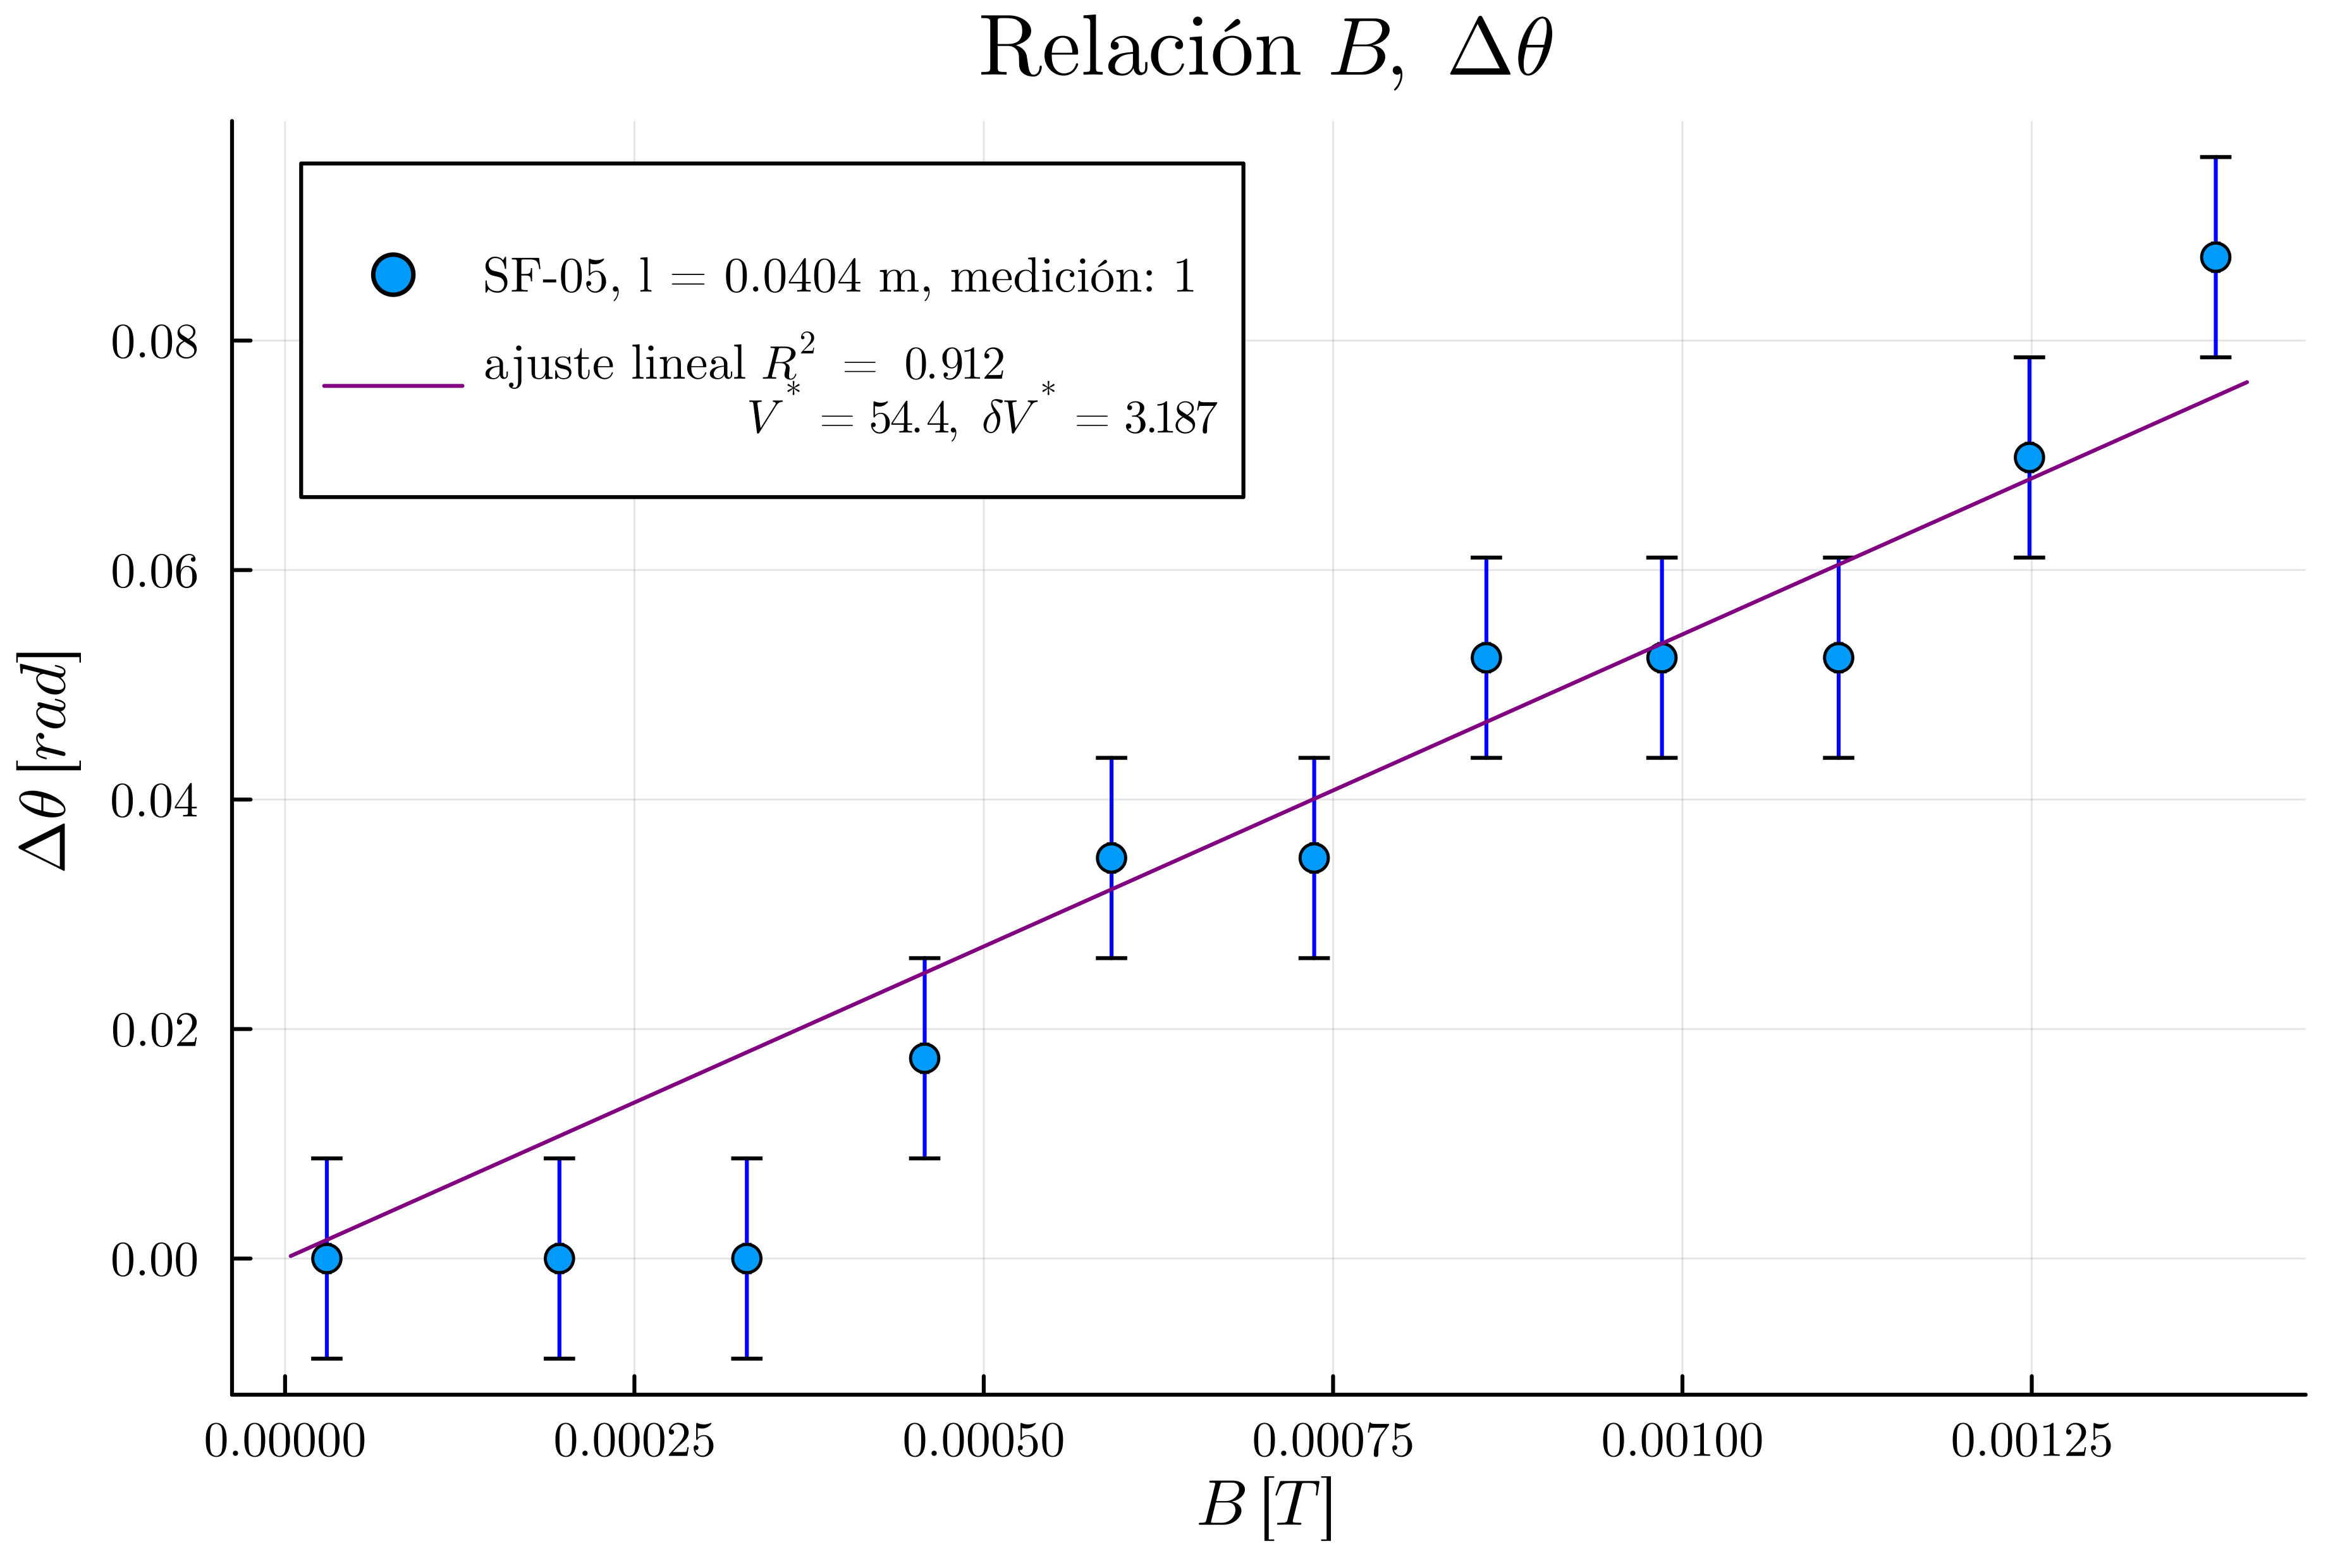 Relación B, Δθ
SF-05, l = 0.0404 m, medición: 1
ajuste lineal R² = 0.912
V* = 54.4, δV* = 3.187
Δθ [rad]
0.08
0.06
0.04
0.02
0.00
0.00000 0.00025 0.00050 0.00075 0.00100 0.00125
B [T]